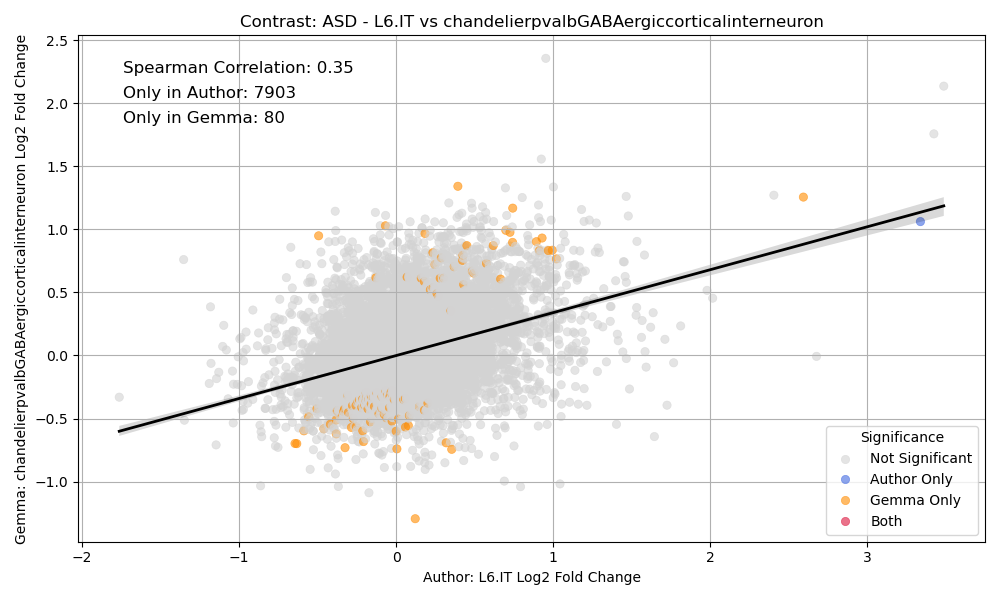 Contrast: ASD - L6.IT vs chandelierpvalbGABAergiccorticalinterneuron
Gemma: chandelierpvalbGABAergiccorticalinterneuron Log2 Fold Change
2.5
2.0
1.5
1.0
0.5
0.0
−0.5
−1.0
Spearman Correlation: 0.35
Only in Author: 7903
Only in Gemma: 80
Significance
Not Significant
Author Only
Gemma Only
Both
−2 −1 0 1 2 3
Author: L6.IT Log2 Fold Change